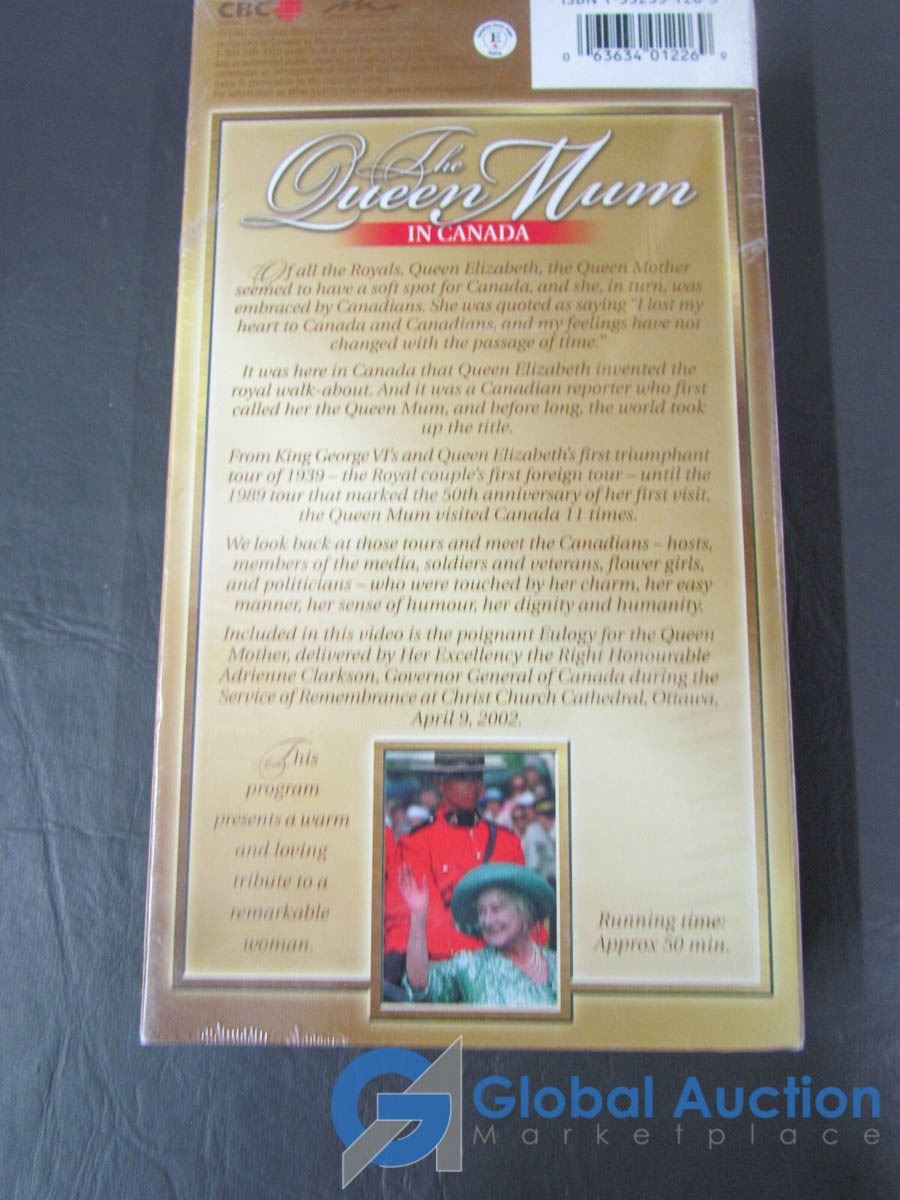 CBC
ISBN 1-55259-126-5
E
0 63634 01226 9
The
Queen Mum
IN CANADA
Of all the Royals, Queen Elizabeth, the Queen Mother
seemed to have a soft spot for Canada, and she, in turn, was
embraced by Canadians. She was quoted as saying "I lost my
heart to Canada and Canadians, and my feelings have not
changed with the passage of time."
It was here in Canada that Queen Elizabeth invented the
royal walk-about. And it was a Canadian reporter who first
called her the Queen Mum, and before long, the world took
up the title.
From King George VI's and Queen Elizabeth's first triumphant
tour of 1939 – the Royal couple's first foreign tour – until the
1989 tour that marked the 50th anniversary of her first visit,
the Queen Mum visited Canada 11 times.
We look back at those tours and meet the Canadians – hosts,
members of the media, soldiers and veterans, flower girls,
and politicians – who were touched by her charm, her easy
manner, her sense of humour, her dignity and humanity.
Included in this video is the poignant Eulogy for the Queen
Mother, delivered by Her Excellency the Right Honourable
Adrienne Clarkson, Governor General of Canada during the
Service of Remembrance at Christ Church Cathedral, Ottawa,
April 9, 2002.
This
program
presents a warm
and loving
tribute to a
remarkable
woman.
Running time:
Approx 50 min.
Global Auction
Marketplace